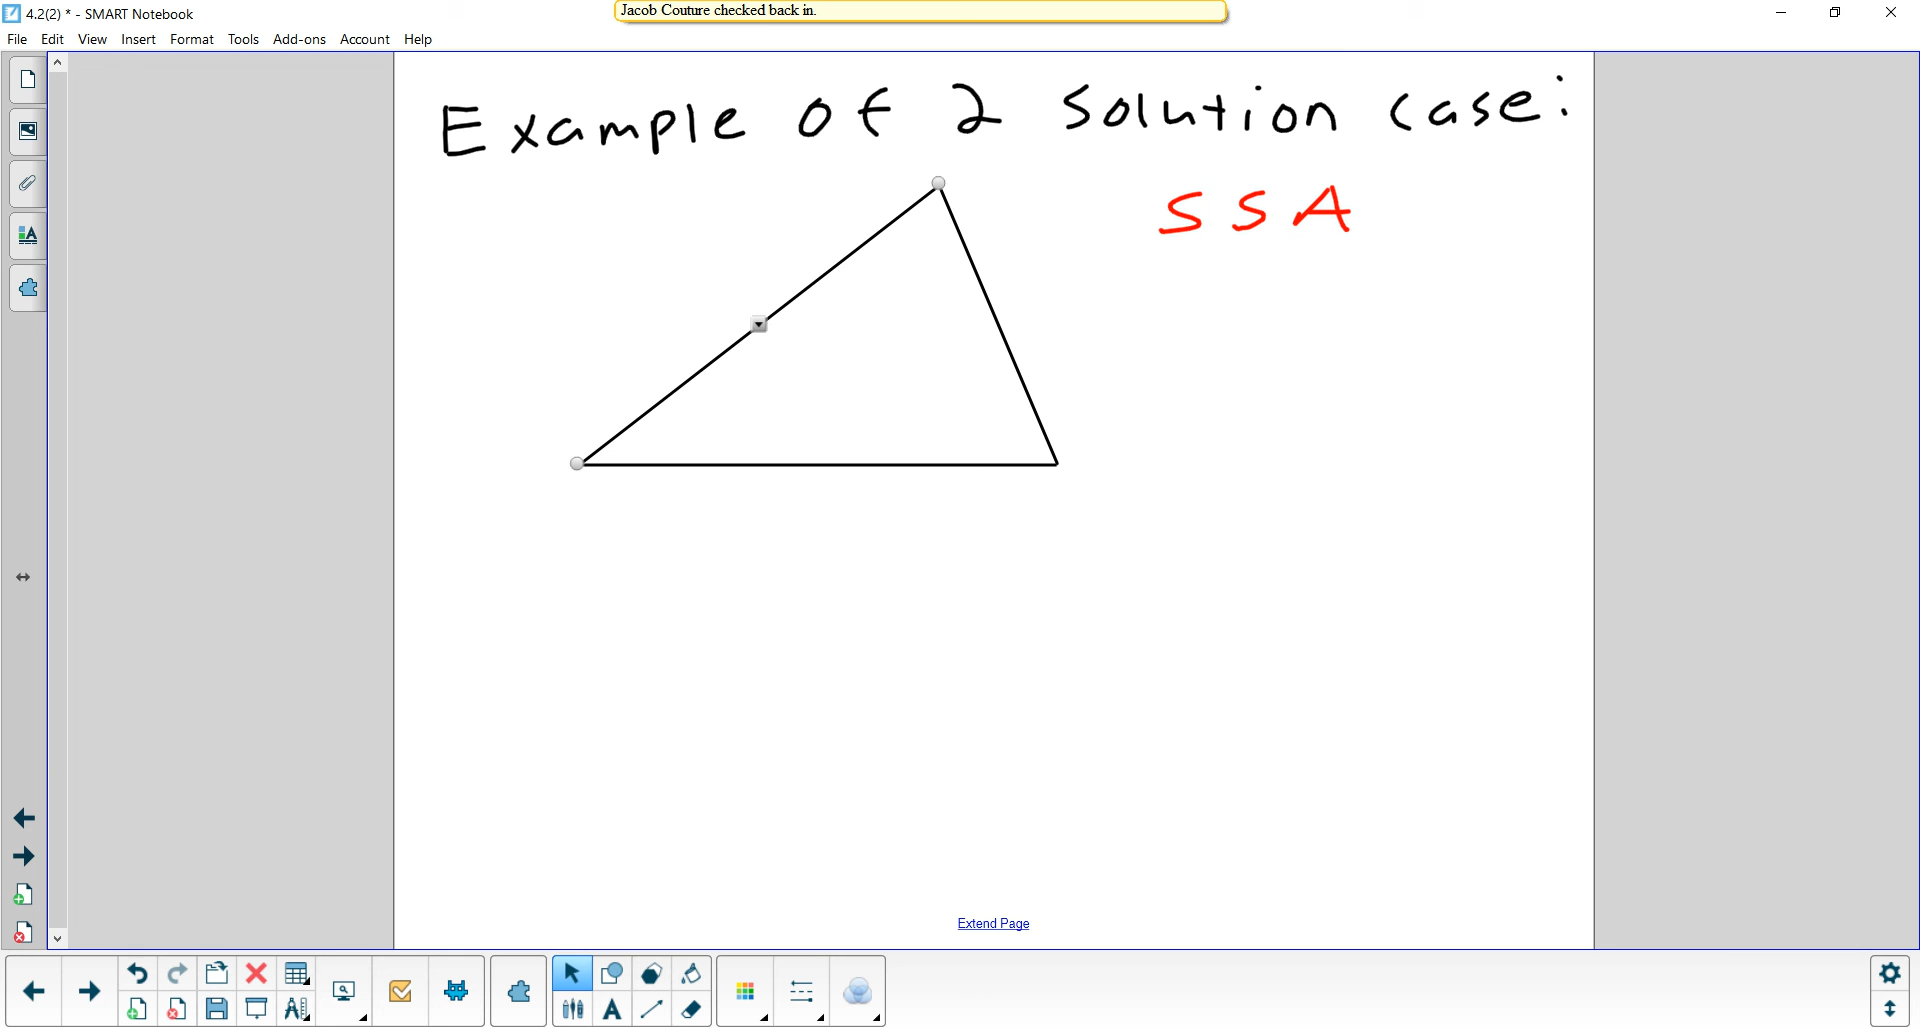 4.2(2) * - SMART Notebook
Jacob Couture checked back in.
File Edit View Insert Format Tools Add-ons Account Help
Example of 2 solution case:
SSA
Extend Page